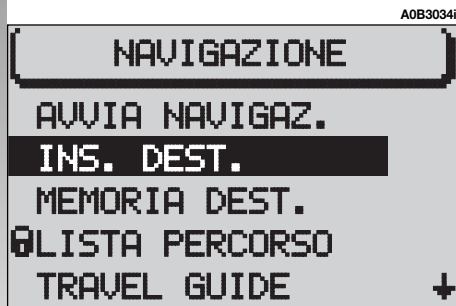 A0B3034i
NAVIGAZIONE
AVVIA NAVIGAZ.
INS. DEST.
MEMORIA DEST.
LISTA PERCORSO
TRAVEL GUIDE